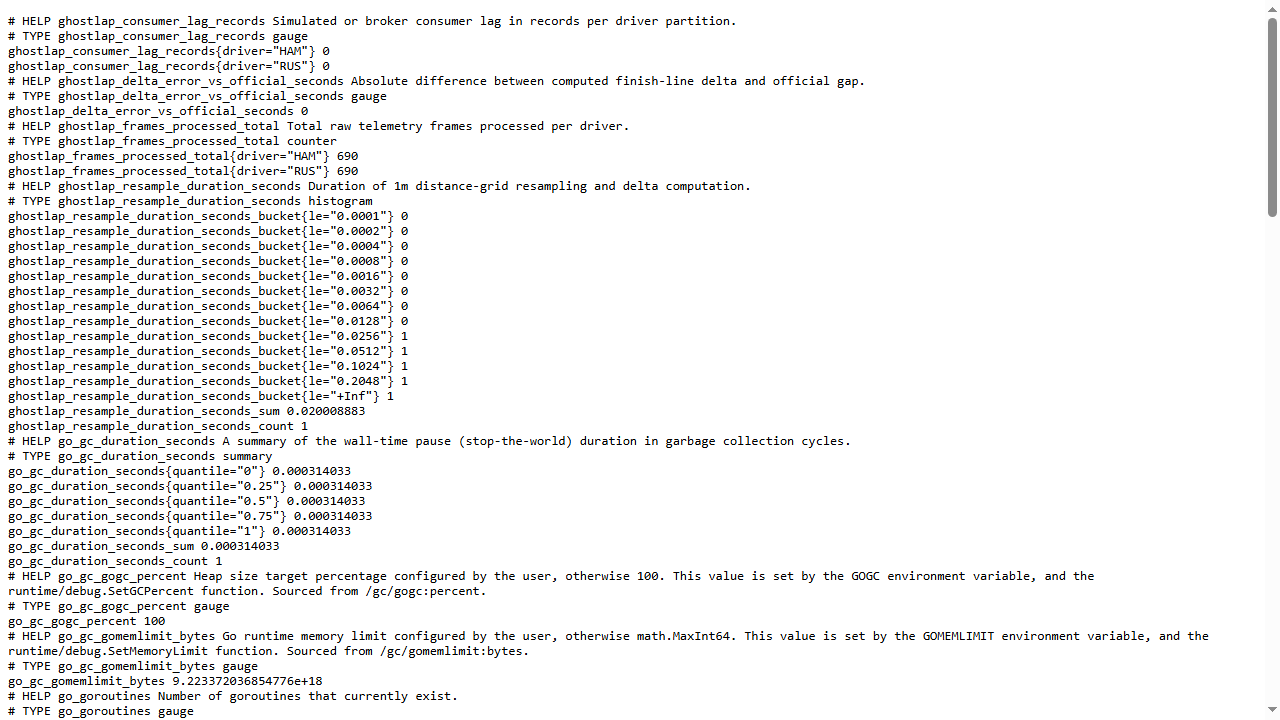 # HELP ghostlap_consumer_lag_records Simulated or broker consumer lag in records per driver partition.
# TYPE ghostlap_consumer_lag_records gauge
ghostlap_consumer_lag_records{driver="HAM"} 0
ghostlap_consumer_lag_records{driver="RUS"} 0
# HELP ghostlap_delta_error_vs_official_seconds Absolute difference between computed finish-line delta and official gap.
# TYPE ghostlap_delta_error_vs_official_seconds gauge
ghostlap_delta_error_vs_official_seconds 0
# HELP ghostlap_frames_processed_total Total raw telemetry frames processed per driver.
# TYPE ghostlap_frames_processed_total counter
ghostlap_frames_processed_total{driver="HAM"} 690
ghostlap_frames_processed_total{driver="RUS"} 690
# HELP ghostlap_resample_duration_seconds Duration of 1m distance-grid resampling and delta computation.
# TYPE ghostlap_resample_duration_seconds histogram
ghostlap_resample_duration_seconds_bucket{le="0.0001"} 0
ghostlap_resample_duration_seconds_bucket{le="0.0002"} 0
ghostlap_resample_duration_seconds_bucket{le="0.0004"} 0
ghostlap_resample_duration_seconds_bucket{le="0.0008"} 0
ghostlap_resample_duration_seconds_bucket{le="0.0016"} 0
ghostlap_resample_duration_seconds_bucket{le="0.0032"} 0
ghostlap_resample_duration_seconds_bucket{le="0.0064"} 0
ghostlap_resample_duration_seconds_bucket{le="0.0128"} 0
ghostlap_resample_duration_seconds_bucket{le="0.0256"} 1
ghostlap_resample_duration_seconds_bucket{le="0.0512"} 1
ghostlap_resample_duration_seconds_bucket{le="0.1024"} 1
ghostlap_resample_duration_seconds_bucket{le="0.2048"} 1
ghostlap_resample_duration_seconds_bucket{le="+Inf"} 1
ghostlap_resample_duration_seconds_sum 0.020008883
ghostlap_resample_duration_seconds_count 1
# HELP go_gc_duration_seconds A summary of the wall-time pause (stop-the-world) duration in garbage collection cycles.
# TYPE go_gc_duration_seconds summary
go_gc_duration_seconds{quantile="0"} 0.000314033
go_gc_duration_seconds{quantile="0.25"} 0.000314033
go_gc_duration_seconds{quantile="0.5"} 0.000314033
go_gc_duration_seconds{quantile="0.75"} 0.000314033
go_gc_duration_seconds{quantile="1"} 0.000314033
go_gc_duration_seconds_sum 0.000314033
go_gc_duration_seconds_count 1
# HELP go_gc_gogc_percent Heap size target percentage configured by the user, otherwise 100. This value is set by the GOGC environment variable, and the
runtime/debug.SetGCPercent function. Sourced from /gc/gogc:percent.
# TYPE go_gc_gogc_percent gauge
go_gc_gogc_percent 100
# HELP go_gc_gomemlimit_bytes Go runtime memory limit configured by the user, otherwise math.MaxInt64. This value is set by the GOMEMLIMIT environment variable, and the
runtime/debug.SetMemoryLimit function. Sourced from /gc/gomemlimit:bytes.
# TYPE go_gc_gomemlimit_bytes gauge
go_gc_gomemlimit_bytes 9.223372036854776e+18
# HELP go_goroutines Number of goroutines that currently exist.
# TYPE go_goroutines gauge